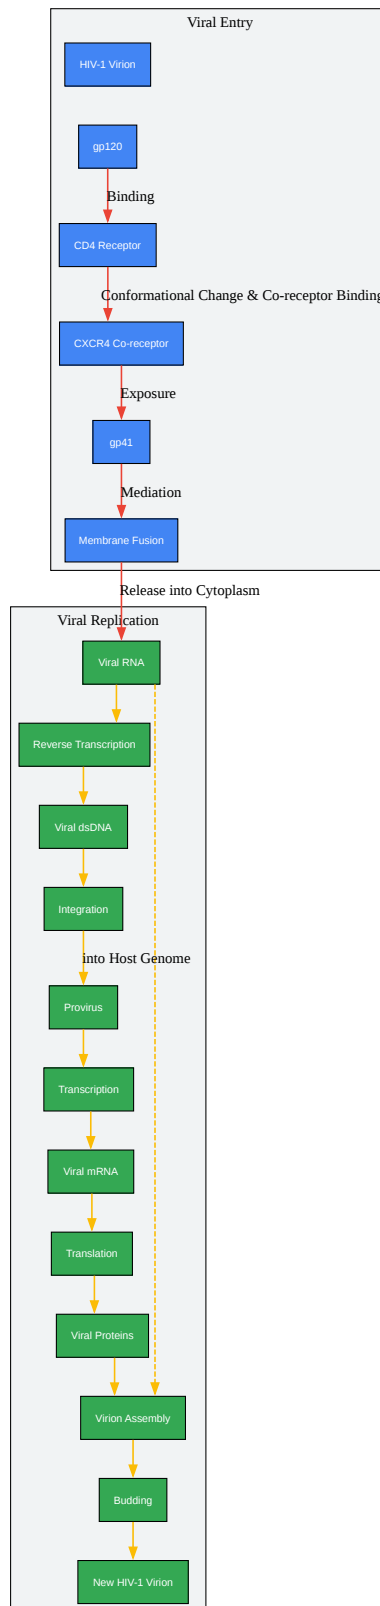 Viral Entry
HIV-1 Virion
gp120
Binding
CD4 Receptor
Conformational Change & Co-receptor Binding
CXCR4 Co-receptor
Exposure
gp41
Mediation
Membrane Fusion
Release into Cytoplasm
Viral Replication
Viral RNA
Reverse Transcription
Viral dsDNA
Integration
into Host Genome
Provirus
Transcription
Viral mRNA
Translation
Viral Proteins
Virion Assembly
Budding
New HIV-1 Virion